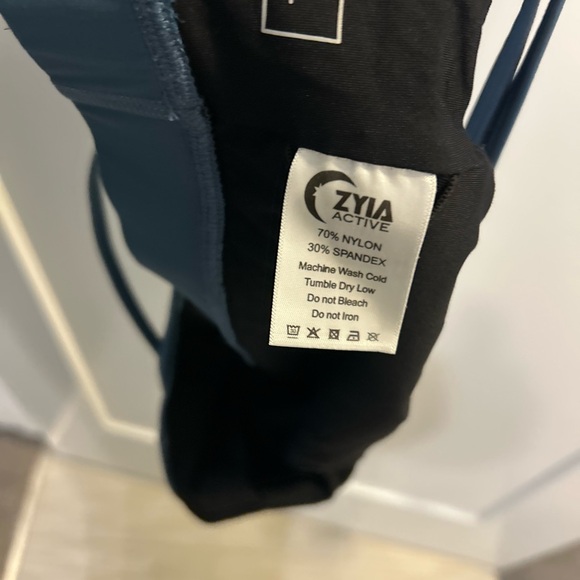 ZYIA
ACTIVE
70% NYLON
30% SPANDEX
Machine Wash Cold
Tumble Dry Low
Do not Bleach
Do not Iron